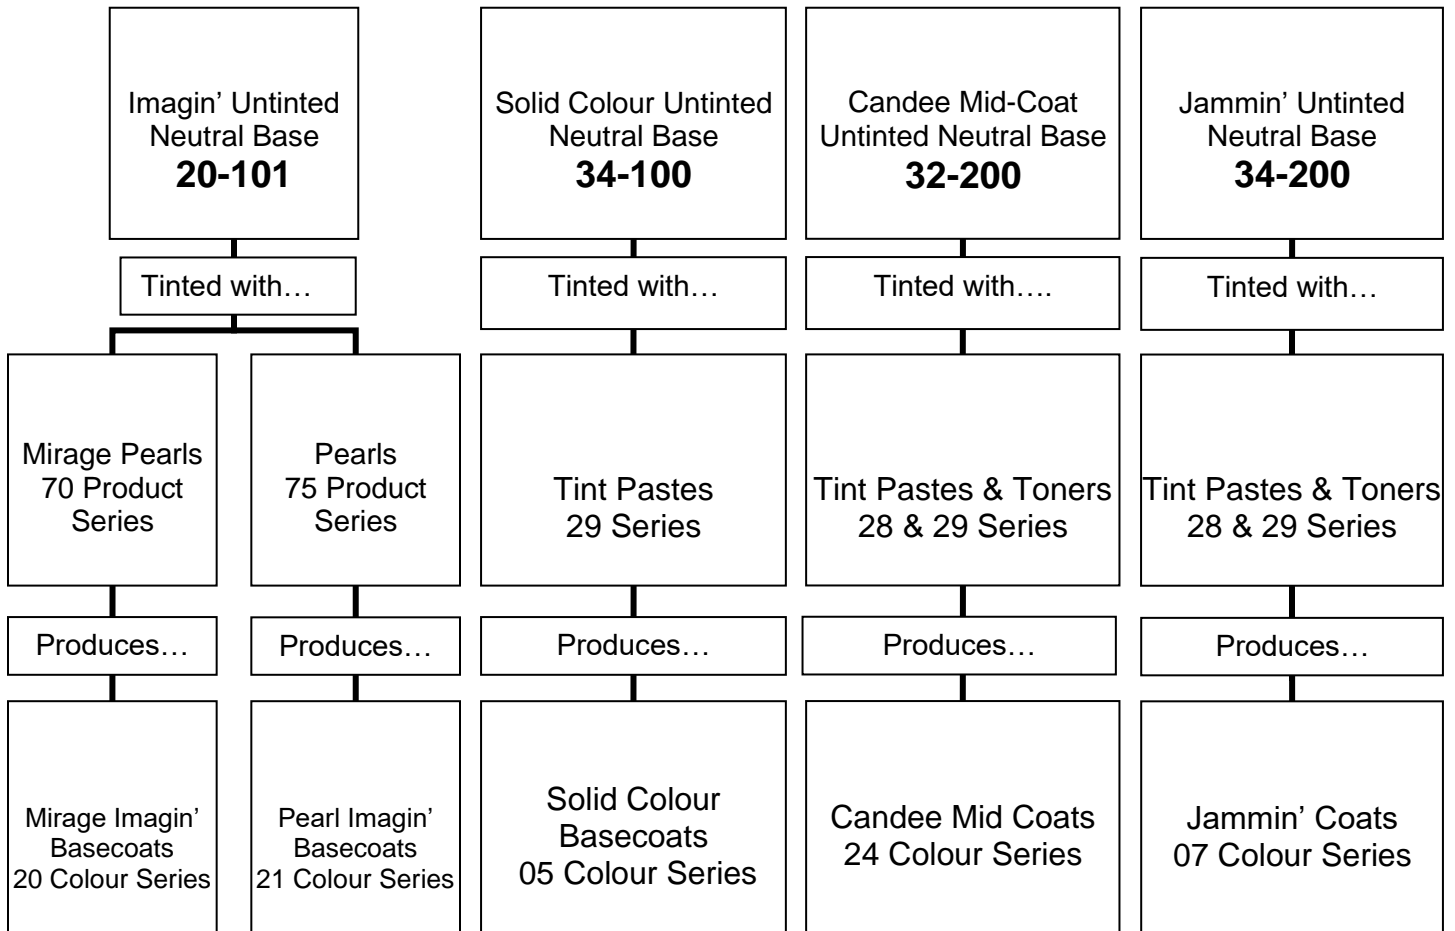 Imagin’ Untinted
Neutral Base
20-101
Solid Colour Untinted
Neutral Base
34-100
Candee Mid-Coat
Untinted Neutral Base
32-200
Jammin’ Untinted
Neutral Base
34-200
Tinted with…
Tinted with…
Tinted with….
Tinted with…
Mirage Pearls
70 Product
Series
Pearls
75 Product
Series
Tint Pastes
29 Series
Tint Pastes & Toners
28 & 29 Series
Tint Pastes & Toners
28 & 29 Series
Produces…
Produces…
Produces…
Produces…
Produces…
Mirage Imagin’
Basecoats
20 Colour Series
Pearl Imagin’
Basecoats
21 Colour Series
Solid Colour
Basecoats
05 Colour Series
Candee Mid Coats
24 Colour Series
Jammin’ Coats
07 Colour Series